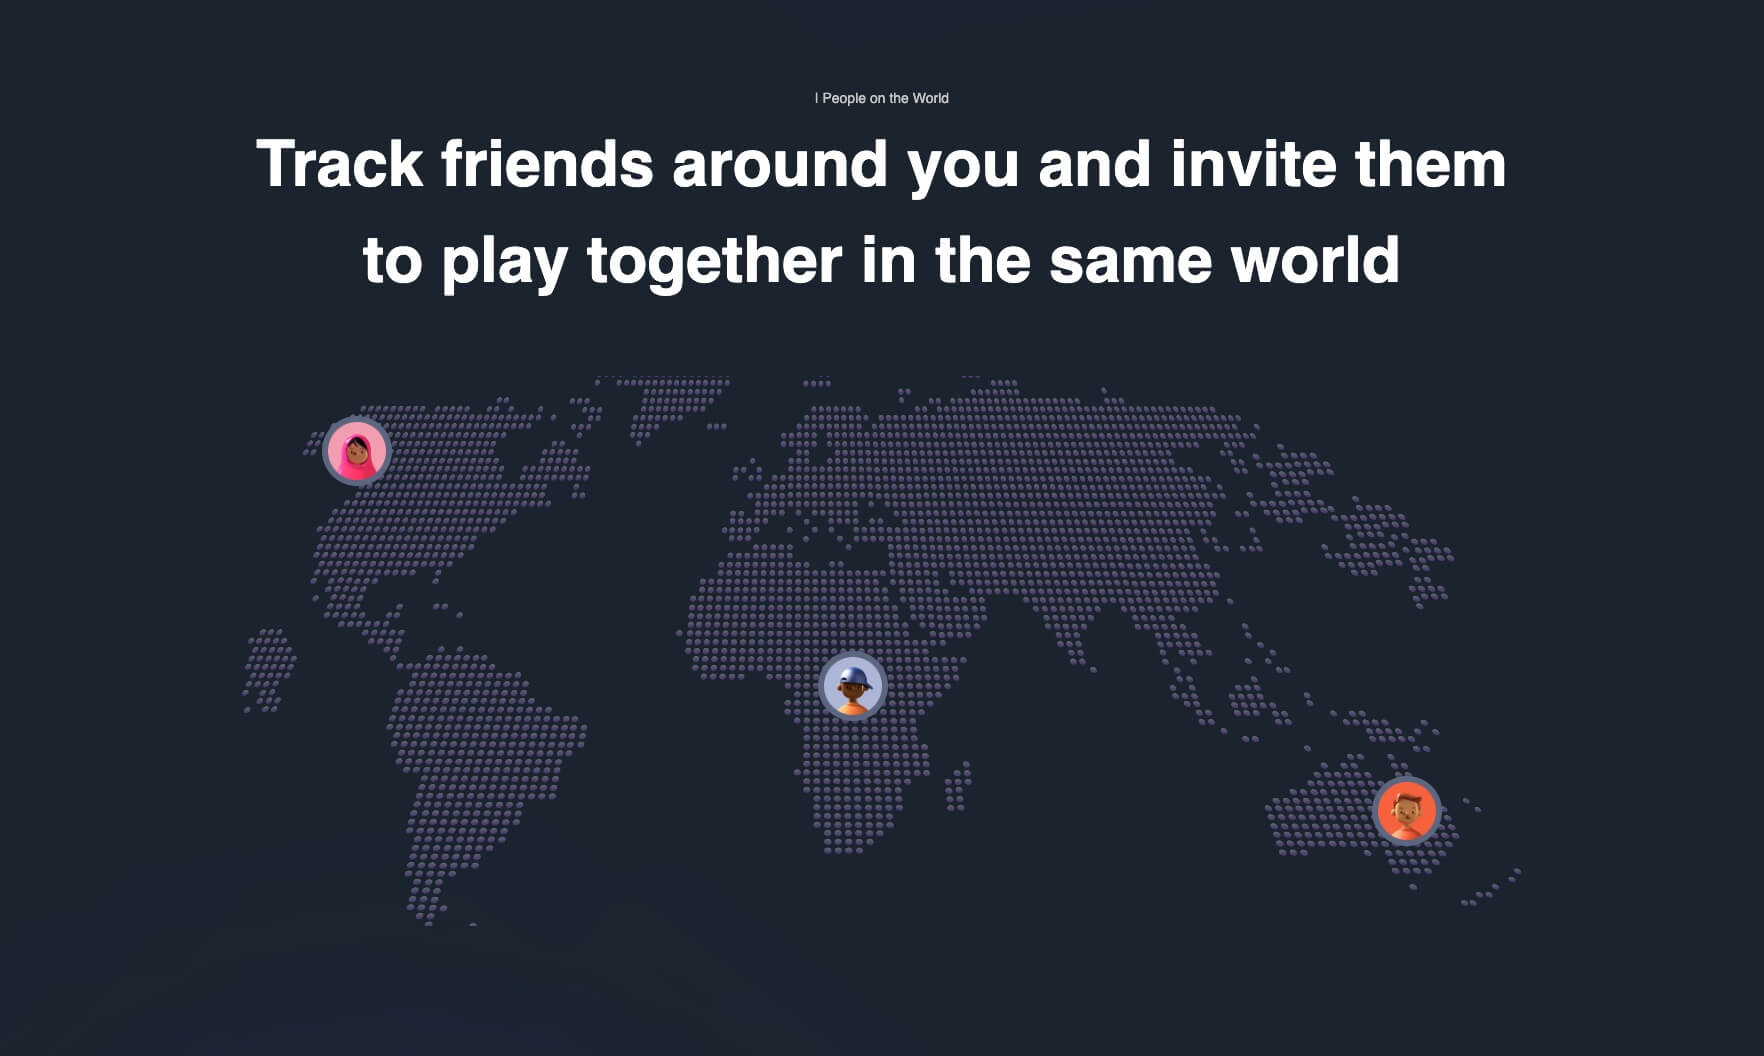 | People on the World
Track friends around you and invite them
to play together in the same world